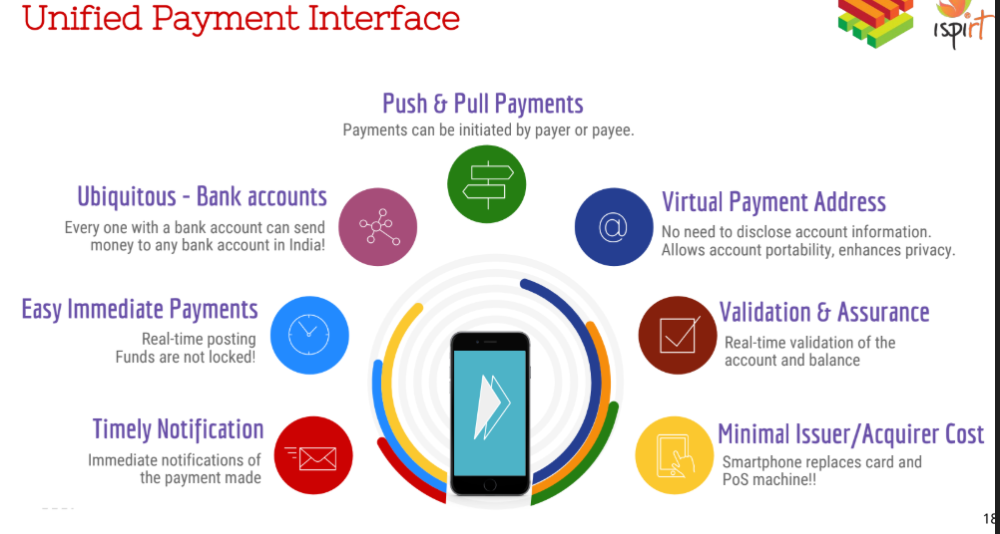 Unified Payment Interface
ispirt
Push & Pull Payments
Payments can be initiated by payer or payee.
Ubiquitous - Bank accounts
Every one with a bank account can send
money to any bank account in India!
Virtual Payment Address
@
No need to disclose account information.
Allows account portability, enhances privacy.
Easy Immediate Payments
Real-time posting
Funds are not locked!
Validation & Assurance
Real-time validation of the
account and balance
Timely Notification
Immediate notifications of
the payment made
Minimal Issuer/Acquirer Cost
Smartphone replaces card and
PoS machine!!
18